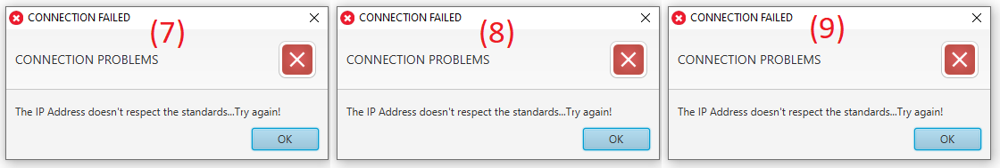 CONNECTION FAILED
(7)
CONNECTION PROBLEMS
The IP Address doesn't respect the standards...Try again!
OK
CONNECTION FAILED
(8)
CONNECTION PROBLEMS
The IP Address doesn't respect the standards...Try again!
OK
CONNECTION FAILED
(9)
CONNECTION PROBLEMS
The IP Address doesn't respect the standards...Try again!
OK